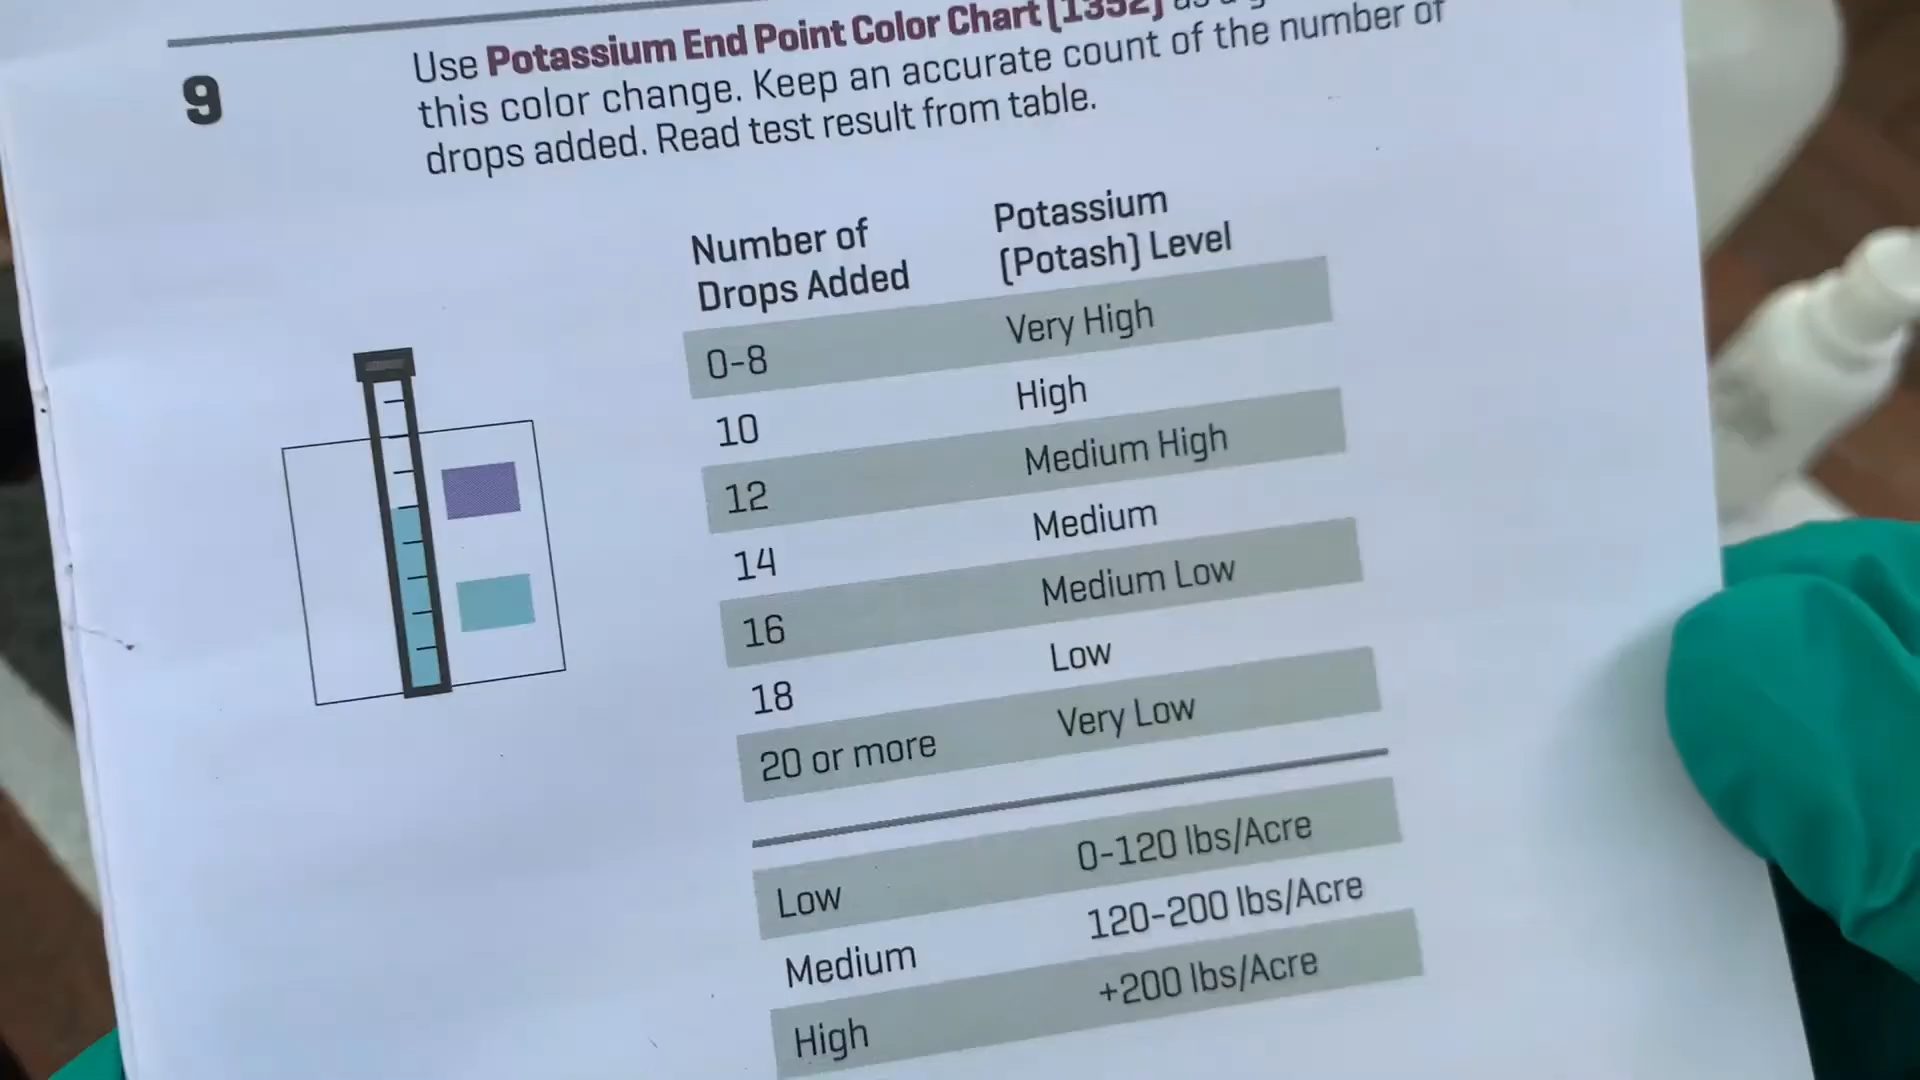 9
Use Potassium End Point Color Chart (1352) as a
this color change. Keep an accurate count of the number of
drops added. Read test result from table.
Number of Drops Added Potassium (Potash) Level
0-8 Very High
10 High
12 Medium High
14 Medium
16 Medium Low
18 Low
20 or more Very Low
Low 0-120 lbs/Acre
Medium 120-200 lbs/Acre
High +200 lbs/Acre